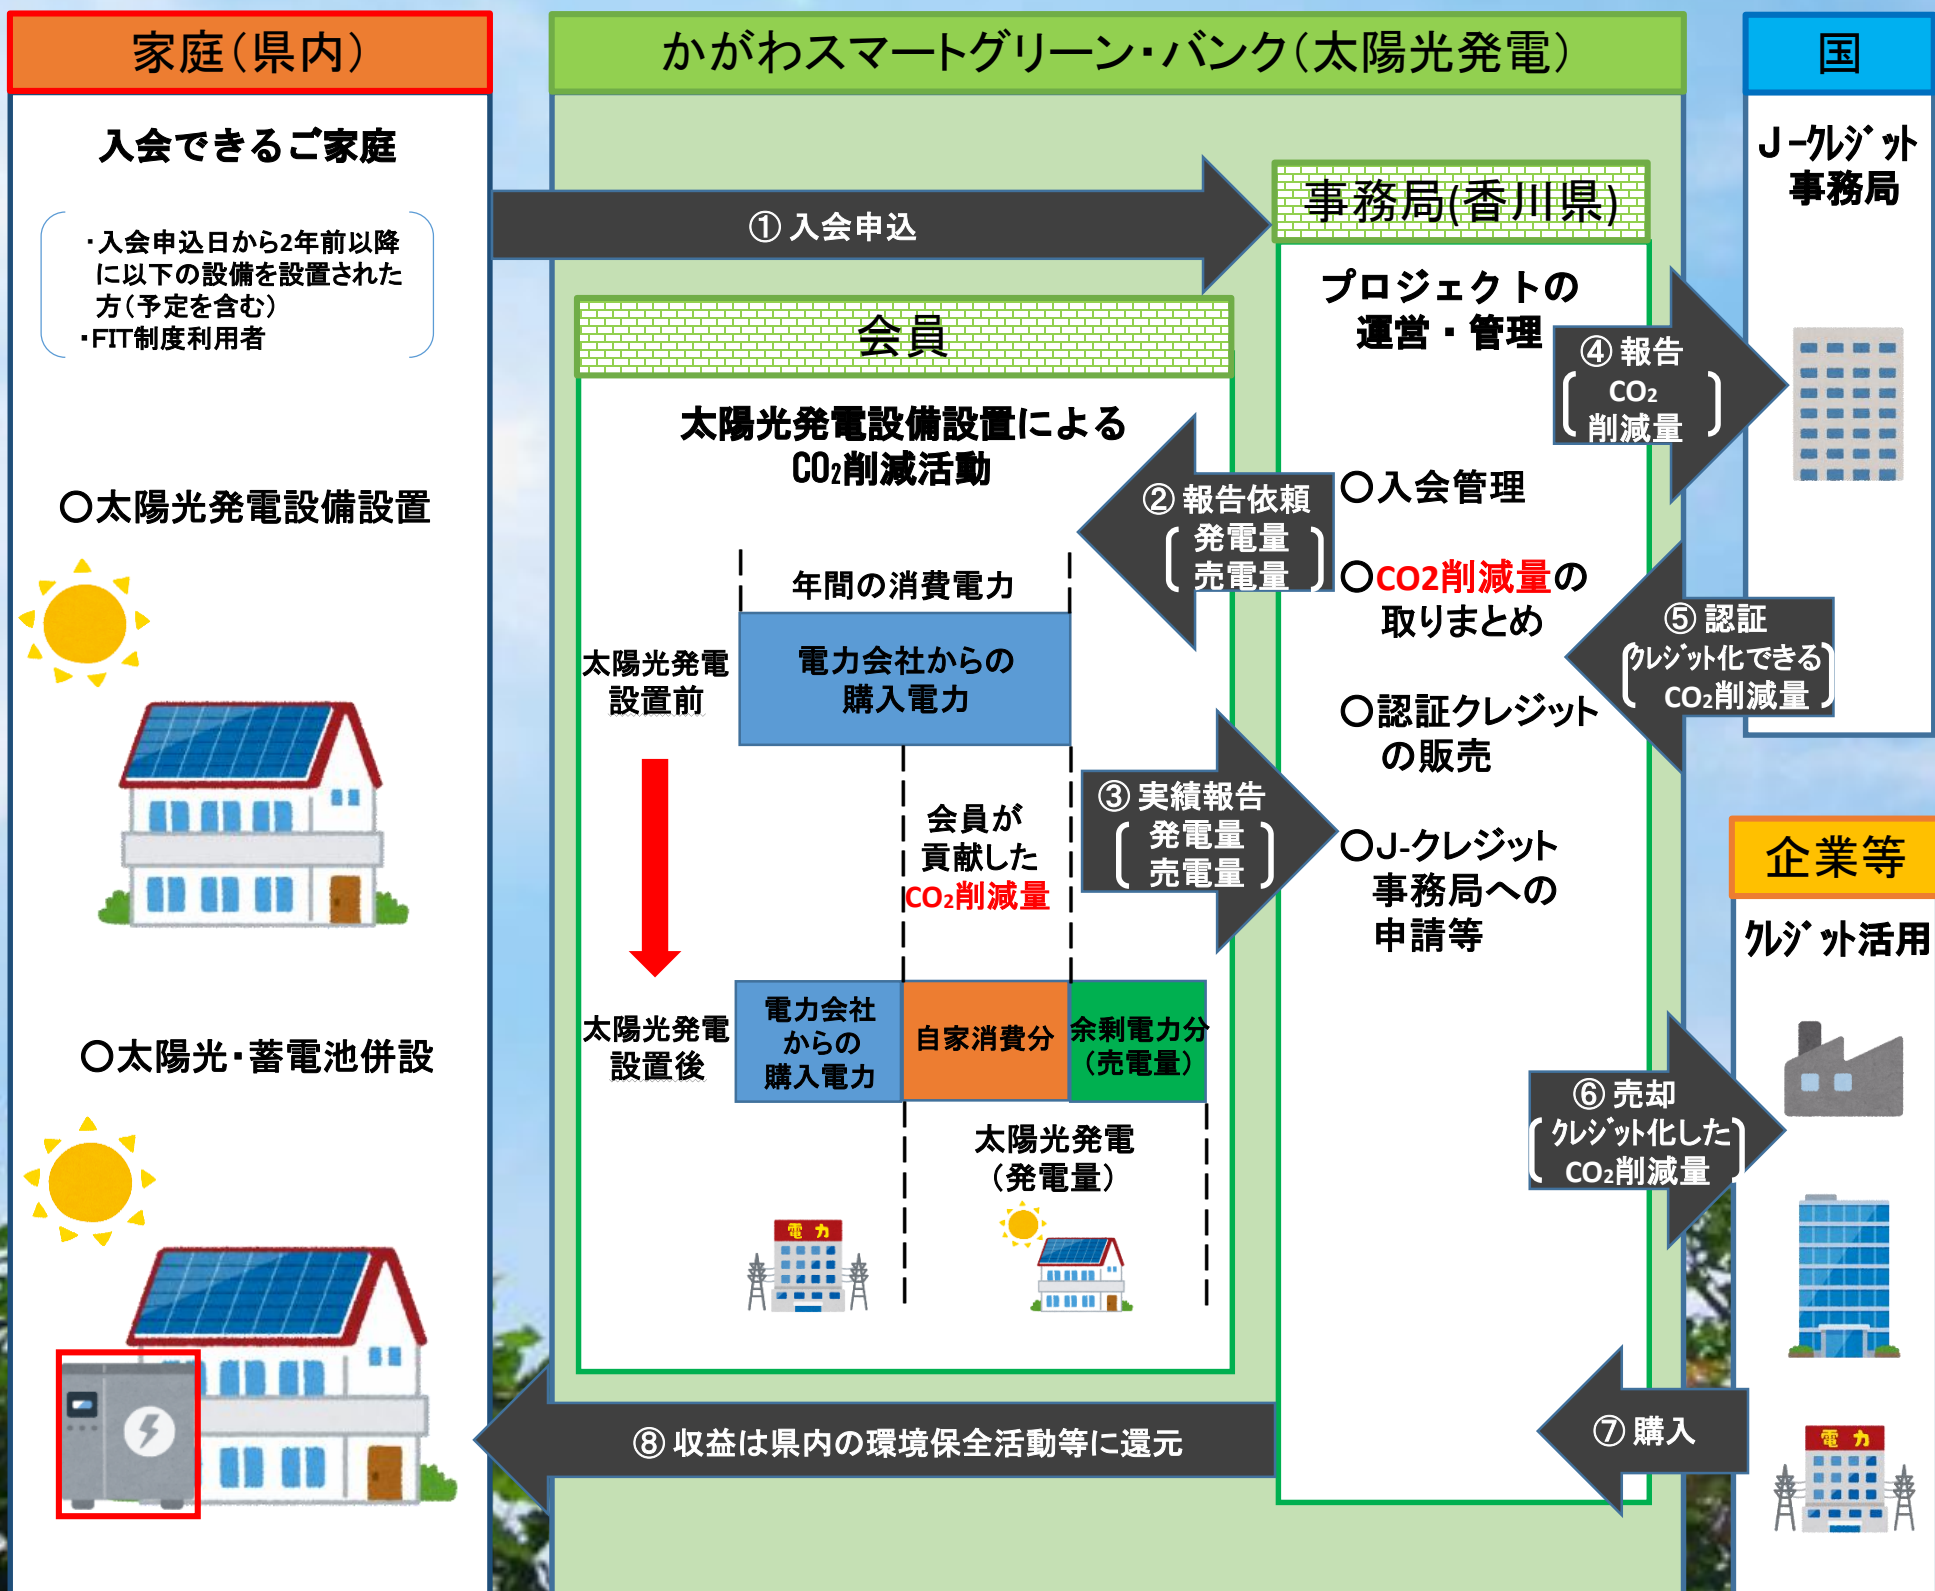 家庭（県内）
入会できるご家庭
・入会申込日から2年前以降
に以下の設備を設置された
方（予定を含む）
・FIT制度利用者
〇太陽光発電設備設置
〇太陽光・蓄電池併設
かがわスマートグリーン・バンク（太陽光発電）
① 入会申込
会員
太陽光発電設備設置による
CO₂削減活動
年間の消費電力
太陽光発電
設置前
電力会社からの
購入電力
会員が
貢献した
CO₂削減量
太陽光発電
設置後
電力会社
からの
購入電力
自家消費分
余剰電力分
（売電量）
太陽光発電
（発電量）
電力
② 報告依頼
発電量
売電量
③ 実績報告
発電量
売電量
事務局(香川県)
プロジェクトの
運営・管理
〇入会管理
〇CO2削減量の
取りまとめ
〇認証クレジット
の販売
〇J-クレジット
事務局への
申請等
④ 報告
CO₂
削減量
⑤ 認証
ｸﾚｼﾞｯﾄ化できる
CO₂削減量
⑥ 売却
ｸﾚｼﾞｯﾄ化した
CO₂削減量
⑦ 購入
⑧ 収益は県内の環境保全活動等に還元
国
J-ｸﾚｼﾞｯﾄ
事務局
企業等
ｸﾚｼﾞｯﾄ活用
電力